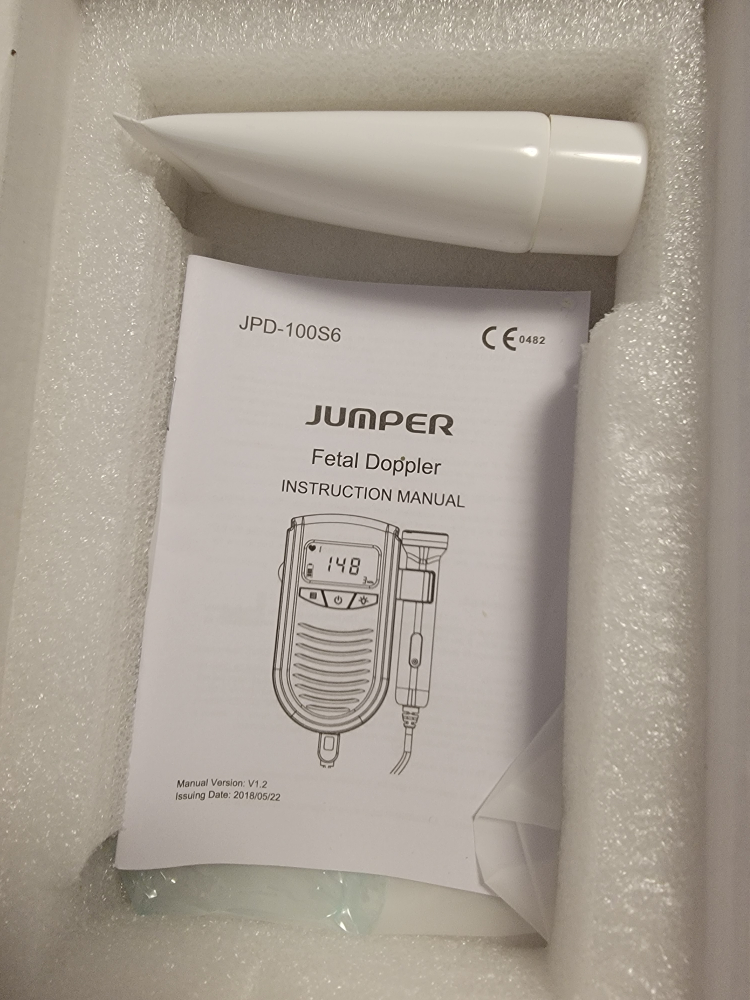 JPD-100S6
CE 0482
JUMPER
Fetal Doppler
INSTRUCTION MANUAL
148
Manual Version: V1.2
Issuing Date: 2018/05/22